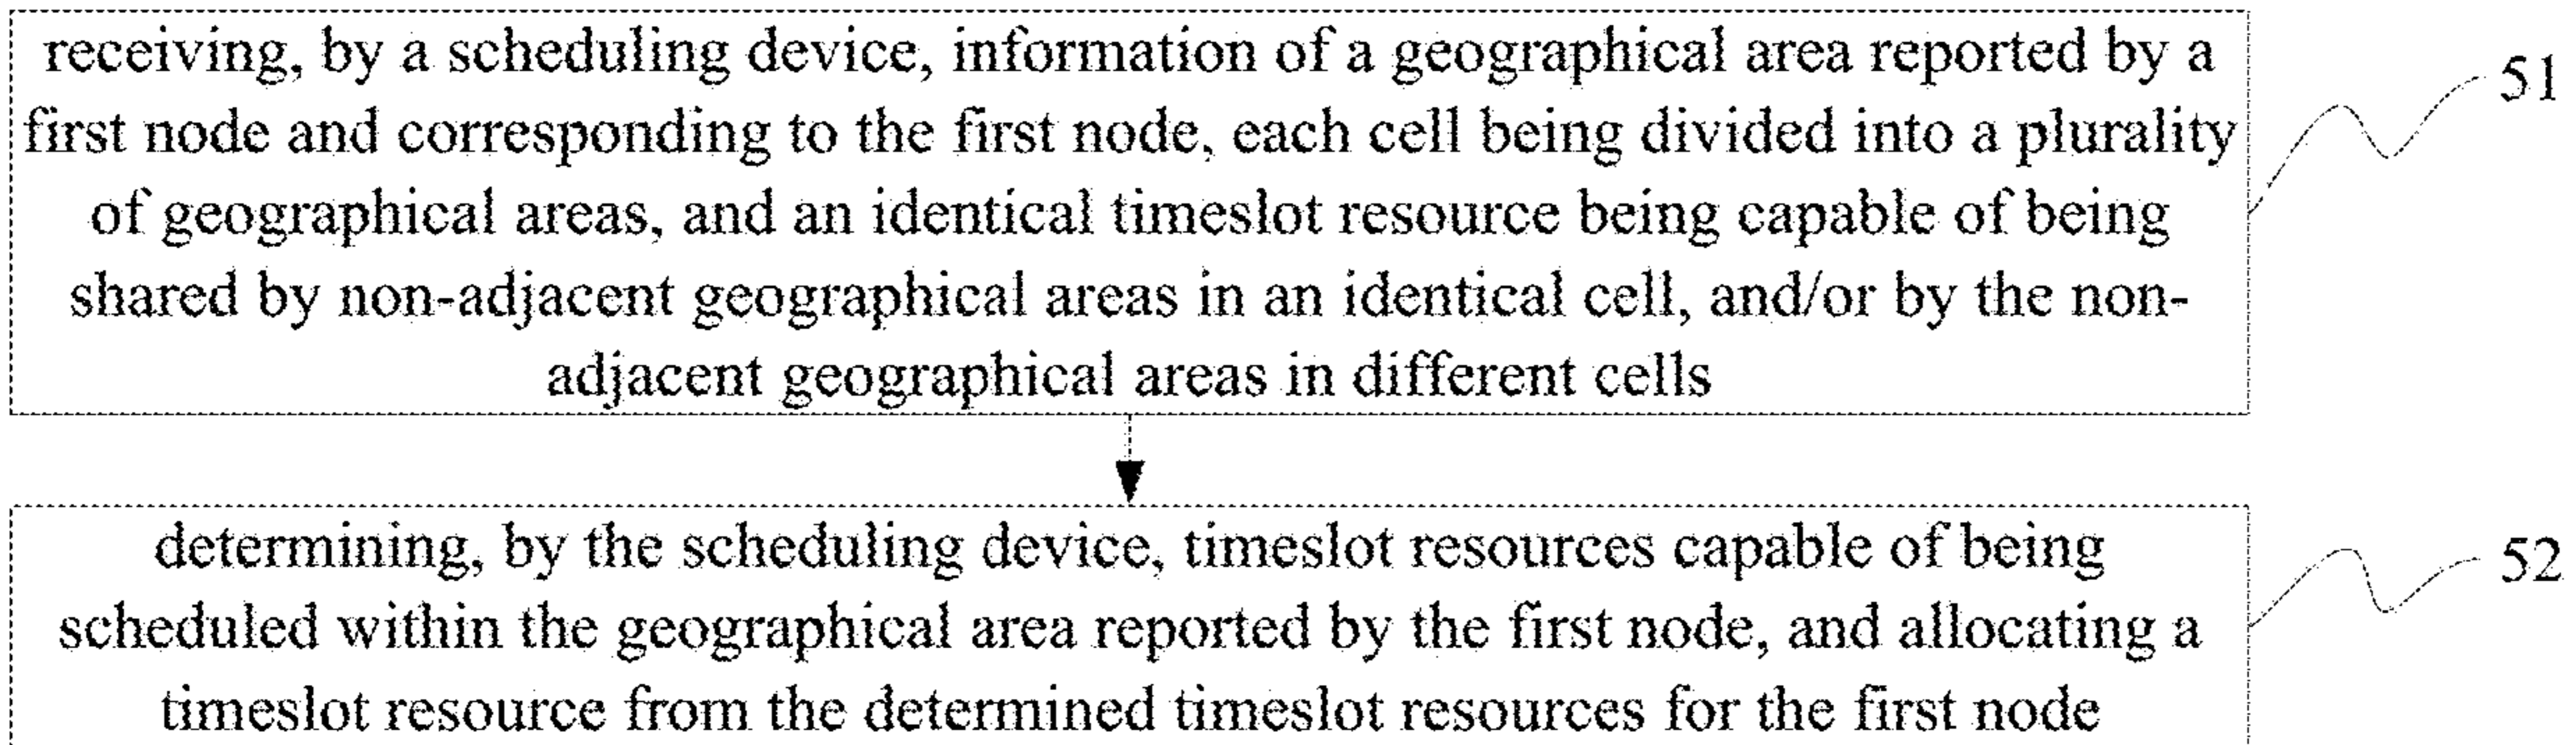 receiving, by a scheduling device, information of a geographical area reported by a
first node and corresponding to the first node, each cell being divided into a plurality
of geographical areas, and an identical timeslot resource being capable of being
shared by non-adjacent geographical areas in an identical cell, and/or by the non-
adjacent geographical areas in different cells
51
determining, by the scheduling device, timeslot resources capable of being
scheduled within the geographical area reported by the first node, and allocating a
timeslot resource from the determined timeslot resources for the first node
52